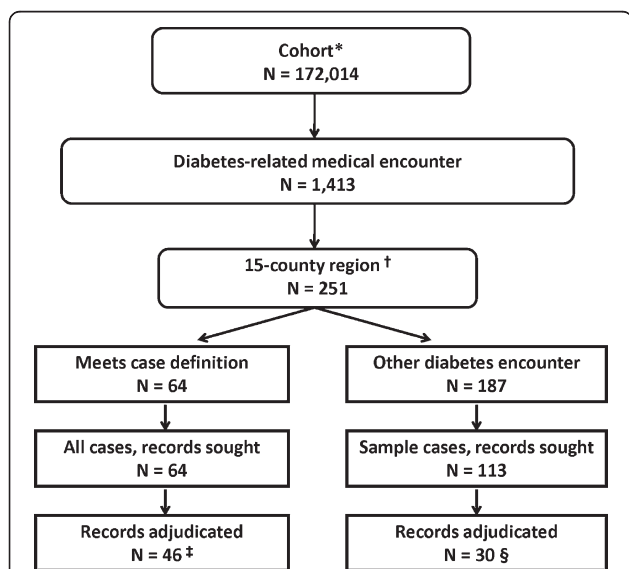 Cohort*
N = 172,014
Diabetes-related medical encounter
N = 1,413
15-county region †
N = 251
Meets case definition
N = 64
Other diabetes encounter
N = 187
All cases, records sought
N = 64
Sample cases, records sought
N = 113
Records adjudicated
N = 46 ‡
Records adjudicated
N = 30 §